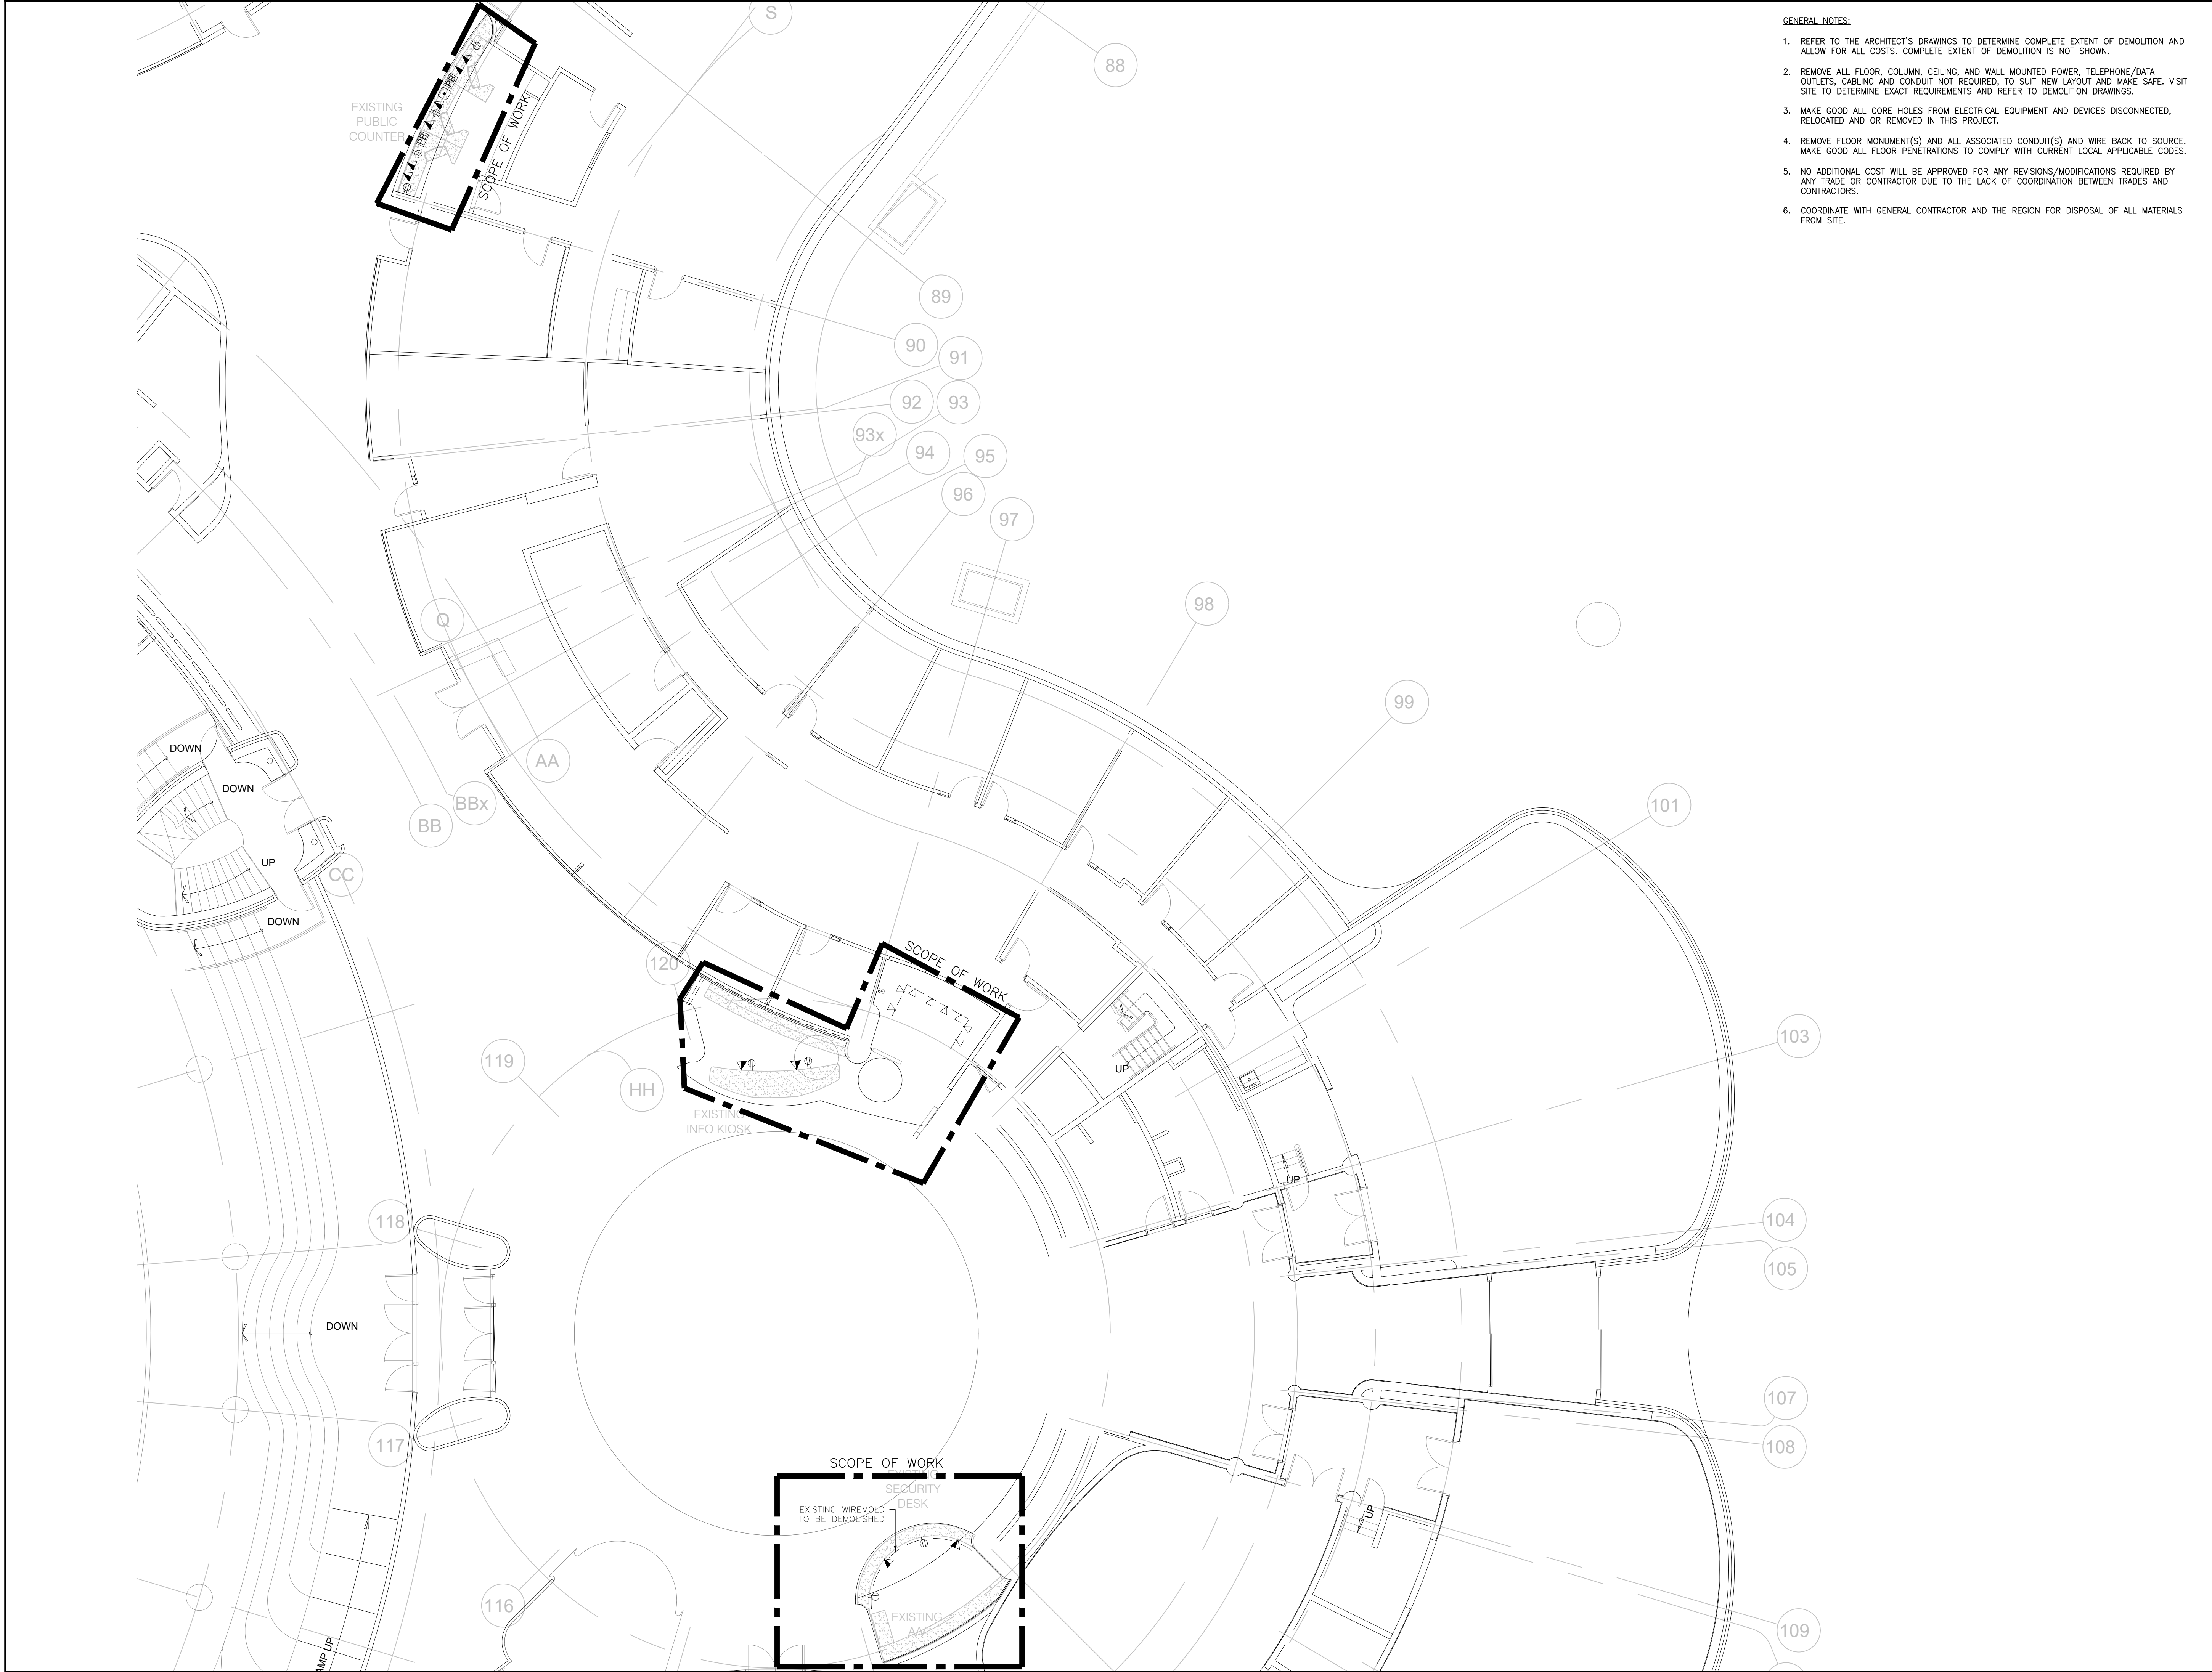 GENERAL NOTES:
1. REFER TO THE ARCHITECT'S DRAWINGS TO DETERMINE COMPLETE EXTENT OF DEMOLITION AND
ALLOW FOR ALL COSTS. COMPLETE EXTENT OF DEMOLITION IS NOT SHOWN.
2. REMOVE ALL FLOOR, COLUMN, CEILING, AND WALL MOUNTED POWER, TELEPHONE/DATA
OUTLETS, CABLING AND CONDUIT NOT REQUIRED, TO SUIT NEW LAYOUT AND MAKE SAFE. VISIT
SITE TO DETERMINE EXACT REQUIREMENTS AND REFER TO DEMOLITION DRAWINGS.
3. MAKE GOOD ALL CORE HOLES FROM ELECTRICAL EQUIPMENT AND DEVICES DISCONNECTED,
RELOCATED AND OR REMOVED IN THIS PROJECT.
4. REMOVE FLOOR MONUMENT(S) AND ALL ASSOCIATED CONDUIT(S) AND WIRE BACK TO SOURCE.
MAKE GOOD ALL FLOOR PENETRATIONS TO COMPLY WITH CURRENT LOCAL APPLICABLE CODES.
5. NO ADDITIONAL COST WILL BE APPROVED FOR ANY REVISIONS/MODIFICATIONS REQUIRED BY
ANY TRADE OR CONTRACTOR DUE TO THE LACK OF COORDINATION BETWEEN TRADES AND
CONTRACTORS.
6. COORDINATE WITH GENERAL CONTRACTOR AND THE REGION FOR DISPOSAL OF ALL MATERIALS
FROM SITE.
S
88
EXISTING
PUBLIC
COUNTER
PB
PB
SCOPE OF WORK
89
90
91
92
93
93x
94
95
96
97
98
99
Q
AA
BBx
BB
CC
DOWN
DOWN
UP
DOWN
101
103
120
SCOPE OF WORK
S
119
HH
EXISTING
INFO KIOSK
UP
UP
104
105
118
DOWN
117
107
108
SCOPE OF WORK
EXISTING
SECURITY
DESK
EXISTING WIREMOLD
TO BE DEMOLISHED
UP
116
EXISTING
AV
109
AMP UP